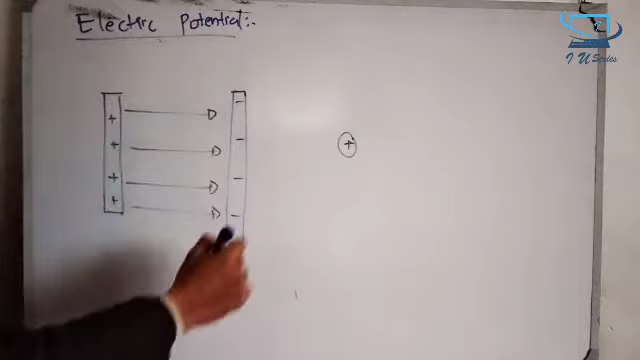 Electric Potential:-
I U Series
+ -
+ -
+ -
+ -
+